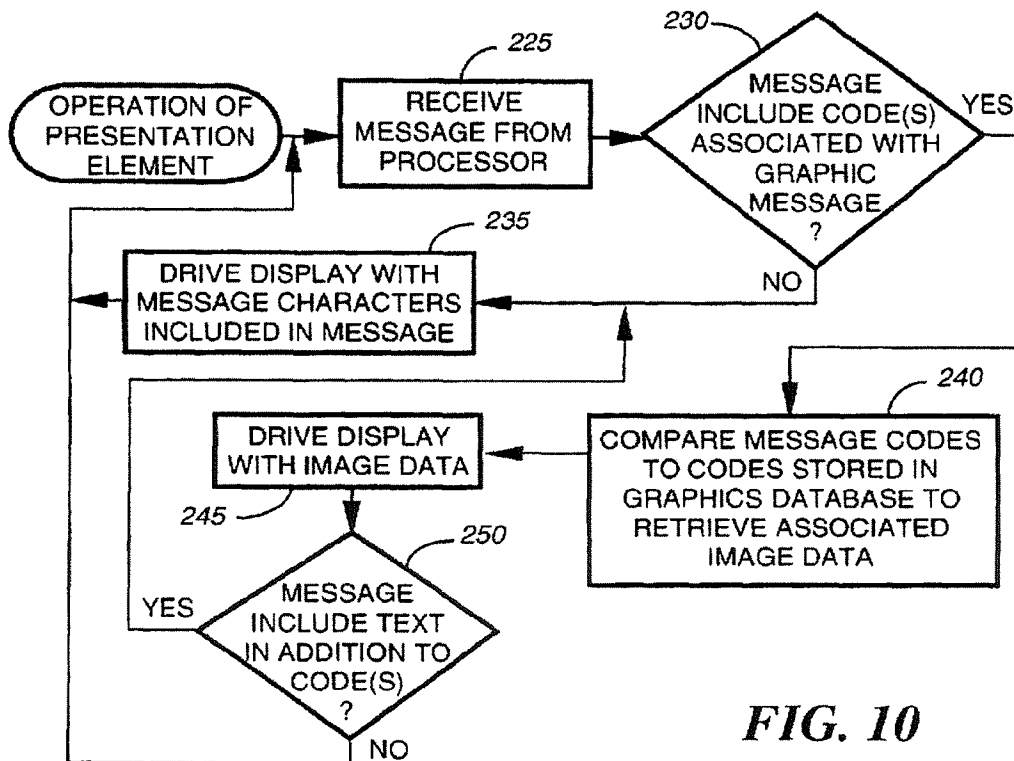 OPERATION OF
PRESENTATION
ELEMENT
225
RECEIVE
MESSAGE FROM
PROCESSOR
230
MESSAGE
INCLUDE CODE(S)
ASSOCIATED WITH
GRAPHIC
MESSAGE
?
YES
NO
235
DRIVE DISPLAY WITH
MESSAGE CHARACTERS
INCLUDED IN MESSAGE
240
COMPARE MESSAGE CODES
TO CODES STORED IN
GRAPHICS DATABASE TO
RETRIEVE ASSOCIATED
IMAGE DATA
DRIVE DISPLAY
WITH IMAGE DATA
245
250
MESSAGE
INCLUDE TEXT
IN ADDITION TO
CODE(S)
?
YES
NO
FIG. 10